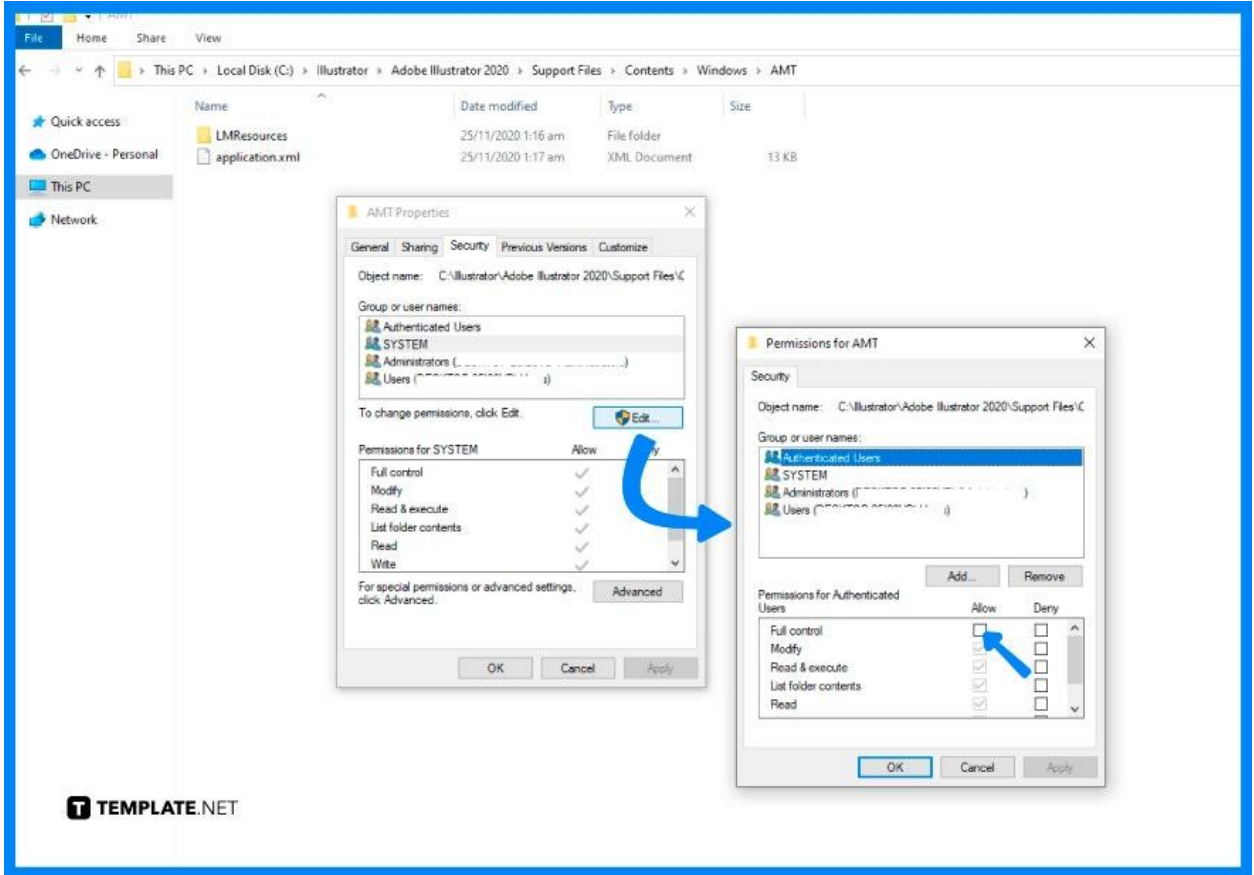 AMT
File Home Share View
This PC › Local Disk (C:) › Illustrator › Adobe Illustrator 2020 › Support Files › Contents › Windows › AMT
Name Date modified Type Size
Quick access
OneDrive - Personal
This PC
Network
LMResources 25/11/2020 1:16 am File folder
application.xml 25/11/2020 1:17 am XML Document 13 KB
AMT Properties
General Sharing Security Previous Versions Customize
Object name: C:\Illustrator\Adobe Illustrator 2020\Support Files\C
Group or user names:
Authenticated Users
SYSTEM
Administrators (
Users (
To change permissions, click Edit.
Edit...
Permissions for SYSTEM Allow
Full control
Modify
Read & execute
List folder contents
Read
Write
For special permissions or advanced settings,
click Advanced.
Advanced
OK Cancel Apply
Permissions for AMT
Security
Object name: C:\Illustrator\Adobe Illustrator 2020\Support Files\C
Group or user names:
Authenticated Users
SYSTEM
Administrators (
Users (
Add... Remove
Permissions for Authenticated
Users Allow Deny
Full control
Modify
Read & execute
List folder contents
Read
OK Cancel Apply
T TEMPLATE.NET